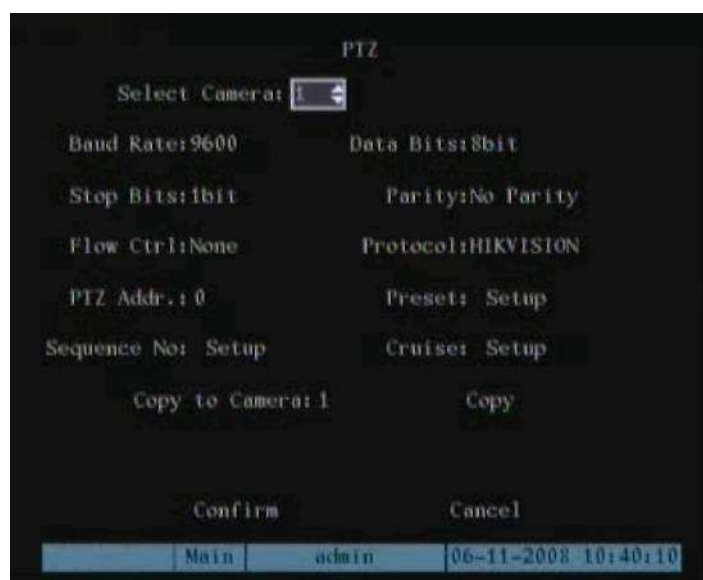 PTZ
Select Camera: 1
Baud Rate:9600 Data Bits:8bit
Stop Bits:1bit Parity:No Parity
Flow Ctrl:None Protocol:HIKVISION
PTZ Addr.:0 Preset: Setup
Sequence No: Setup Cruise: Setup
Copy to Camera:1 Copy
Confirm Cancel
Main admin 06-11-2008 10:40:10